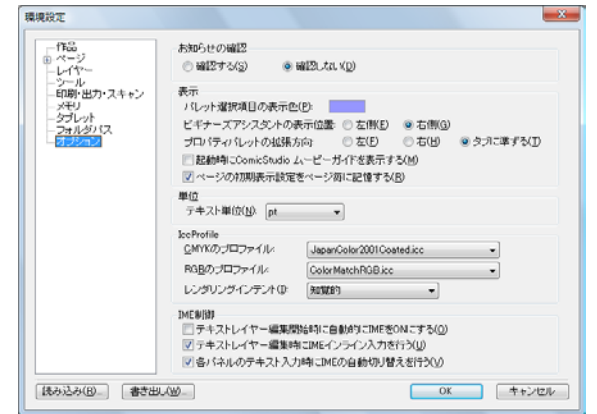 環境設定
作品
ページ
レイヤー
ツール
印刷・出力・スキャン
メモリ
タブレット
フォルダパス
オプション
お知らせの確認
確認する(S) 確認しない(D)
表示
パレット選択項目の表示色(P):
ビギナーズアシスタントの表示位置: 左側(E) 右側(G)
プロパティパレットの拡張方向: 左(F) 右(H) タブに準ずる(T)
起動時にComicStudio ムービーガイドを表示する(M)
ページの初期表示設定をページ毎に記憶する(R)
単位
テキスト単位(N): pt
IccProfile
CMYKのプロファイル: JapanColor2001Coated.icc
RGBのプロファイル: ColorMatchRGB.icc
レンダリングインテント(I): 知覚的
IME制御
テキストレイヤー編集開始時に自動的にIMEをONにする(O)
テキストレイヤー編集時にIMEインライン入力を行う(U)
各パネルのテキスト入力時にIMEの自動切り替えを行う(V)
読み込み(B)... 書き出し(W)... OK キャンセル